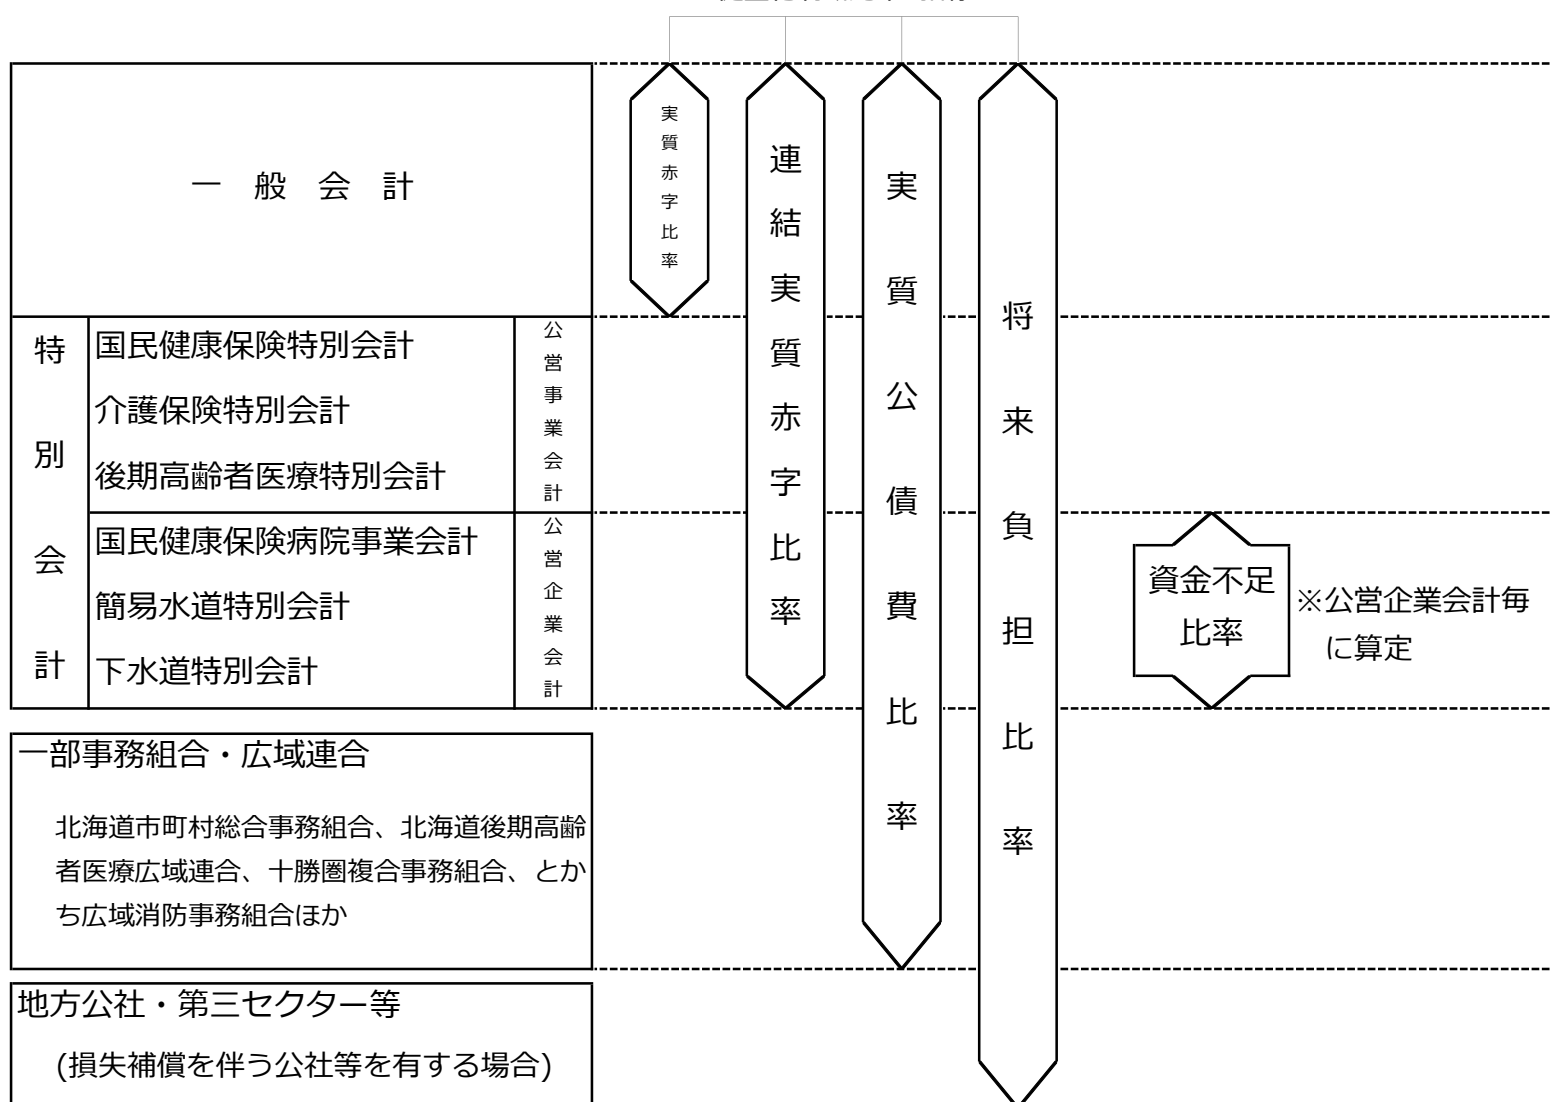 一般会計
実質赤字比率
連結実質赤字比率
実質公債費比率
将来負担比率
特別会計
国民健康保険特別会計
介護保険特別会計
後期高齢者医療特別会計
公営事業会計
国民健康保険病院事業会計
簡易水道特別会計
下水道特別会計
公営企業会計
資金不足
比率
※公営企業会計毎
に算定
一部事務組合・広域連合
北海道市町村総合事務組合、北海道後期高齢
者医療広域連合、十勝圏複合事務組合、とか
ち広域消防事務組合ほか
地方公社・第三セクター等
(損失補償を伴う公社等を有する場合)